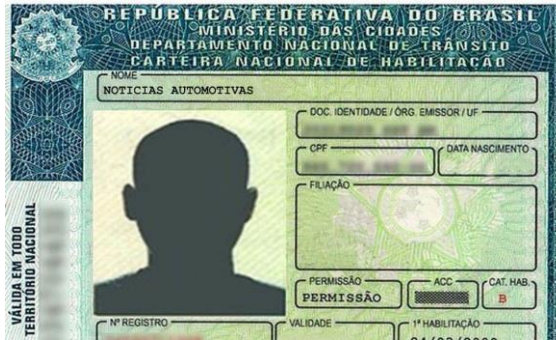 REPÚBLICA FEDERATIVA DO BRASIL
MINISTÉRIO DAS CIDADES
DEPARTAMENTO NACIONAL DE TRÂNSITO
CARTEIRA NACIONAL DE HABILITAÇÃO
NOME
NOTICIAS AUTOMOTIVAS
DOC. IDENTIDADE / ÓRG. EMISSOR / UF
CPF
DATA NASCIMENTO
FILIAÇÃO
PERMISSÃO
ACC
CAT. HAB.
PERMISSÃO
B
Nº REGISTRO
VALIDADE
1ª HABILITAÇÃO
VÁLIDA EM TODO
TERRITÓRIO NACIONAL